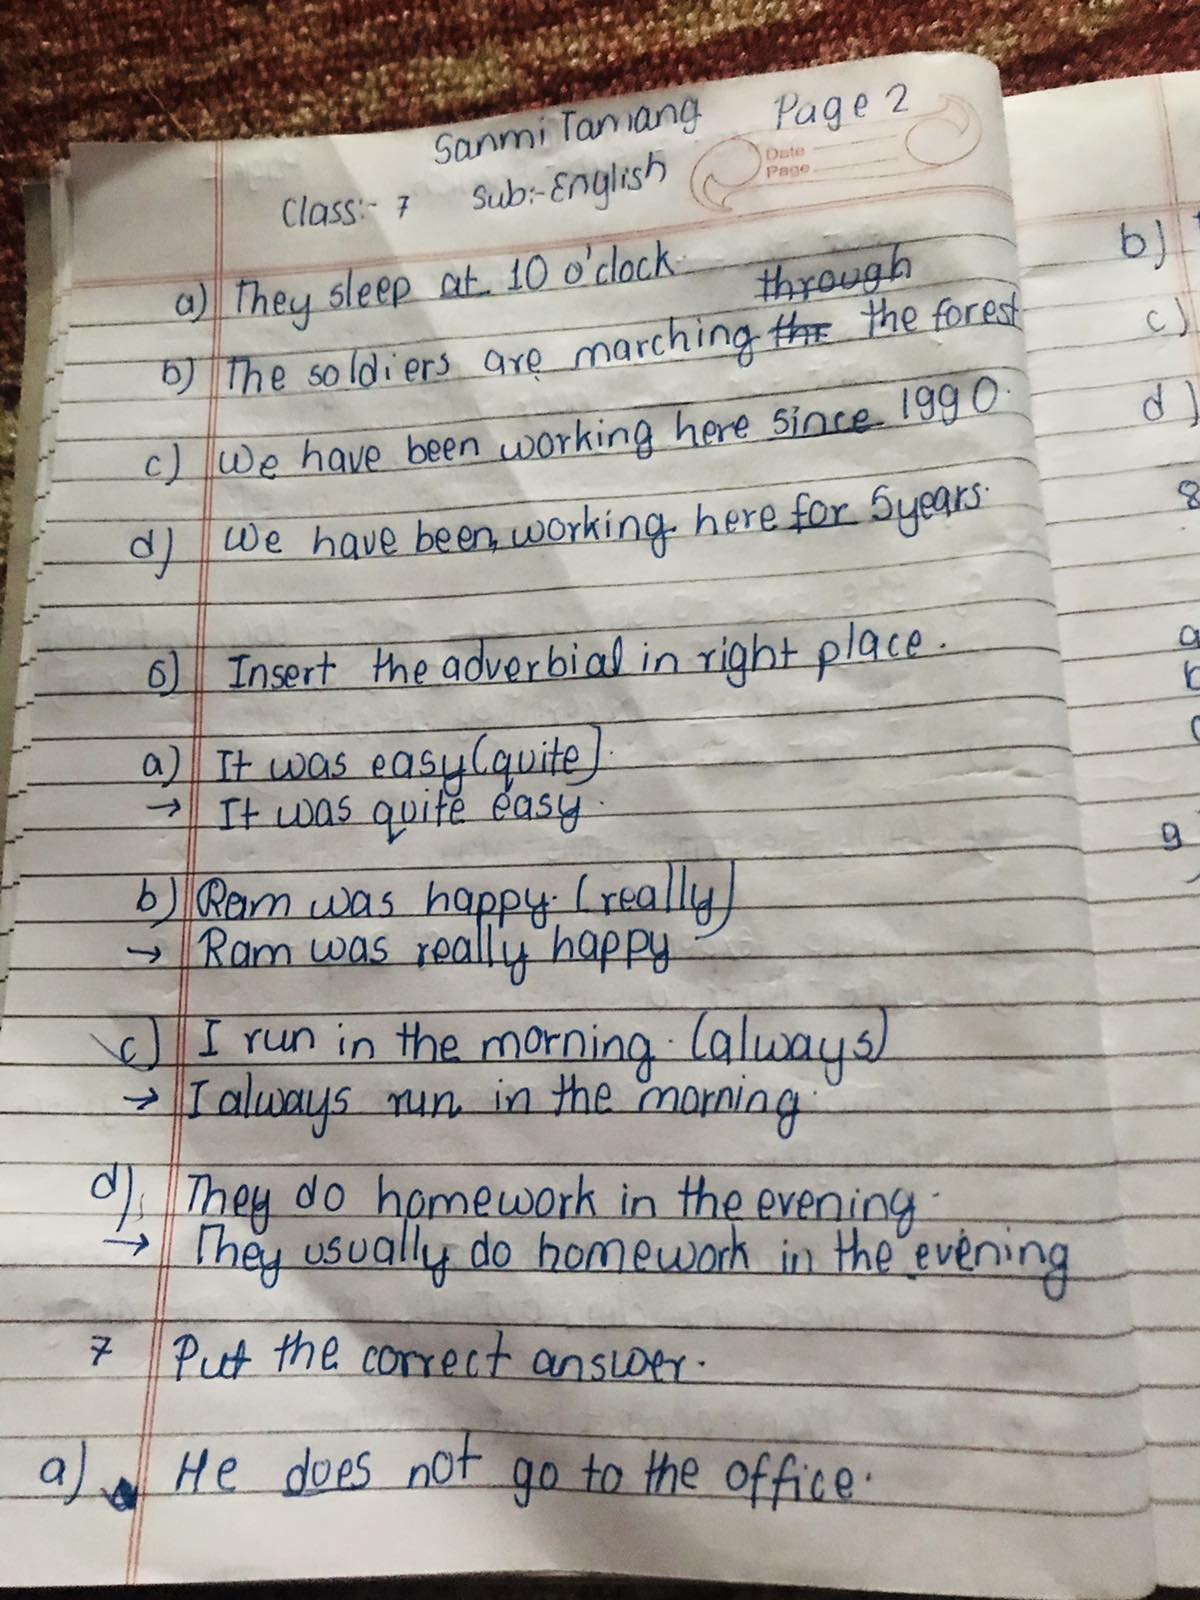 Sanmi Tamang Page 2
Date
Page
Class:- 7 Sub:- English
a) They sleep at 10 o'clock.
through
b) The soldiers are marching thr the forest
c) We have been working here since 1990.
d) We have been working here for 5 years.
6) Insert the adverbial in right place.
a) It was easy (quite).
→ It was quite easy.
b) Ram was happy. (really)
→ Ram was really happy
c) I run in the morning. (always)
→ I always run in the morning.
d) They do homework in the evening.
→ They usually do homework in the evening
7 Put the correct answer.
a) He does not go to the office.
b)
c)
d)
8
a
b
9